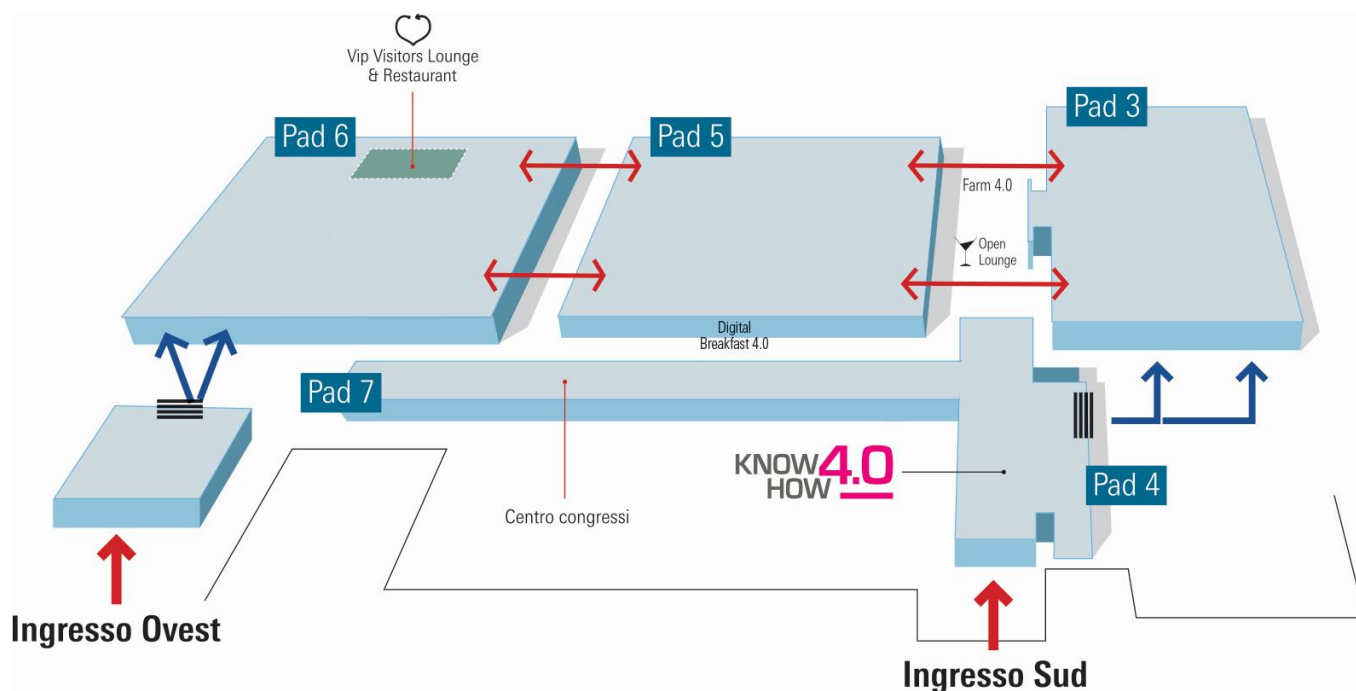 Vip Visitors Lounge
& Restaurant
Pad 6
Pad 5
Pad 3
Farm 4.0
Open
Lounge
Digital
Breakfast 4.0
Pad 7
KNOW 4.0
HOW
Pad 4
Centro congressi
Ingresso Ovest
Ingresso Sud